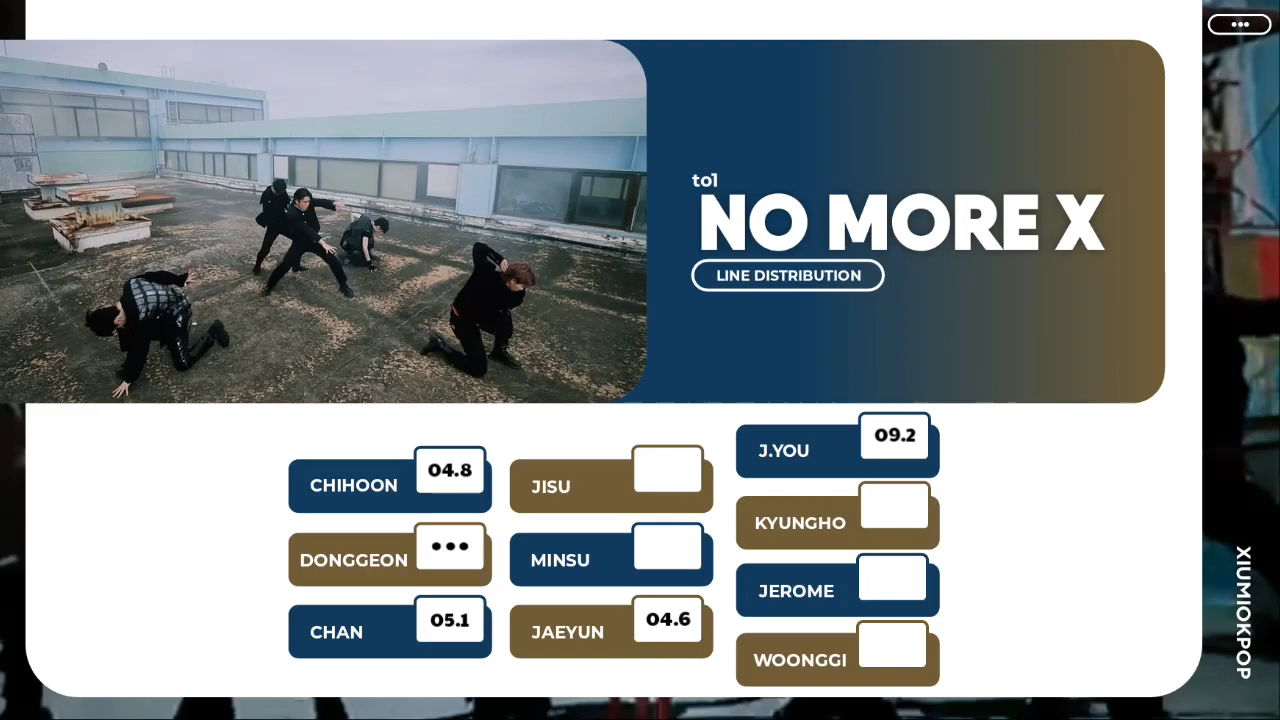 to1
NO MORE X
LINE DISTRIBUTION
CHIHOON 04.8
DONGGEON •••
CHAN 05.1
JISU
MINSU
JAEYUN 04.6
J.YOU 09.2
KYUNGHO
JEROME
WOONGGI
XIUMIOKPOP